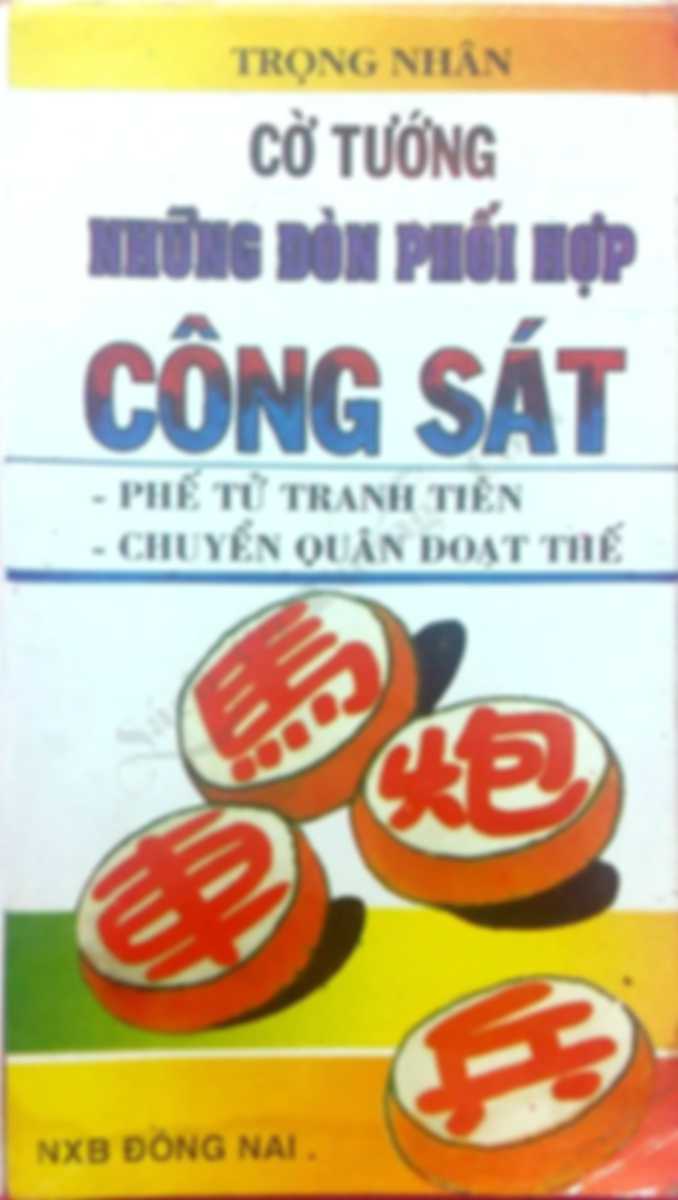 TRỌNG NHÂN
CỜ TƯỚNG
NHỮNG ĐÒN PHỐI HỢP
CÔNG SÁT
- PHẾ TỬ TRANH TIÊN
- CHUYỂN QUÂN ĐOẠT THẾ
馬
炮
車
兵
NXB ĐỒNG NAI .